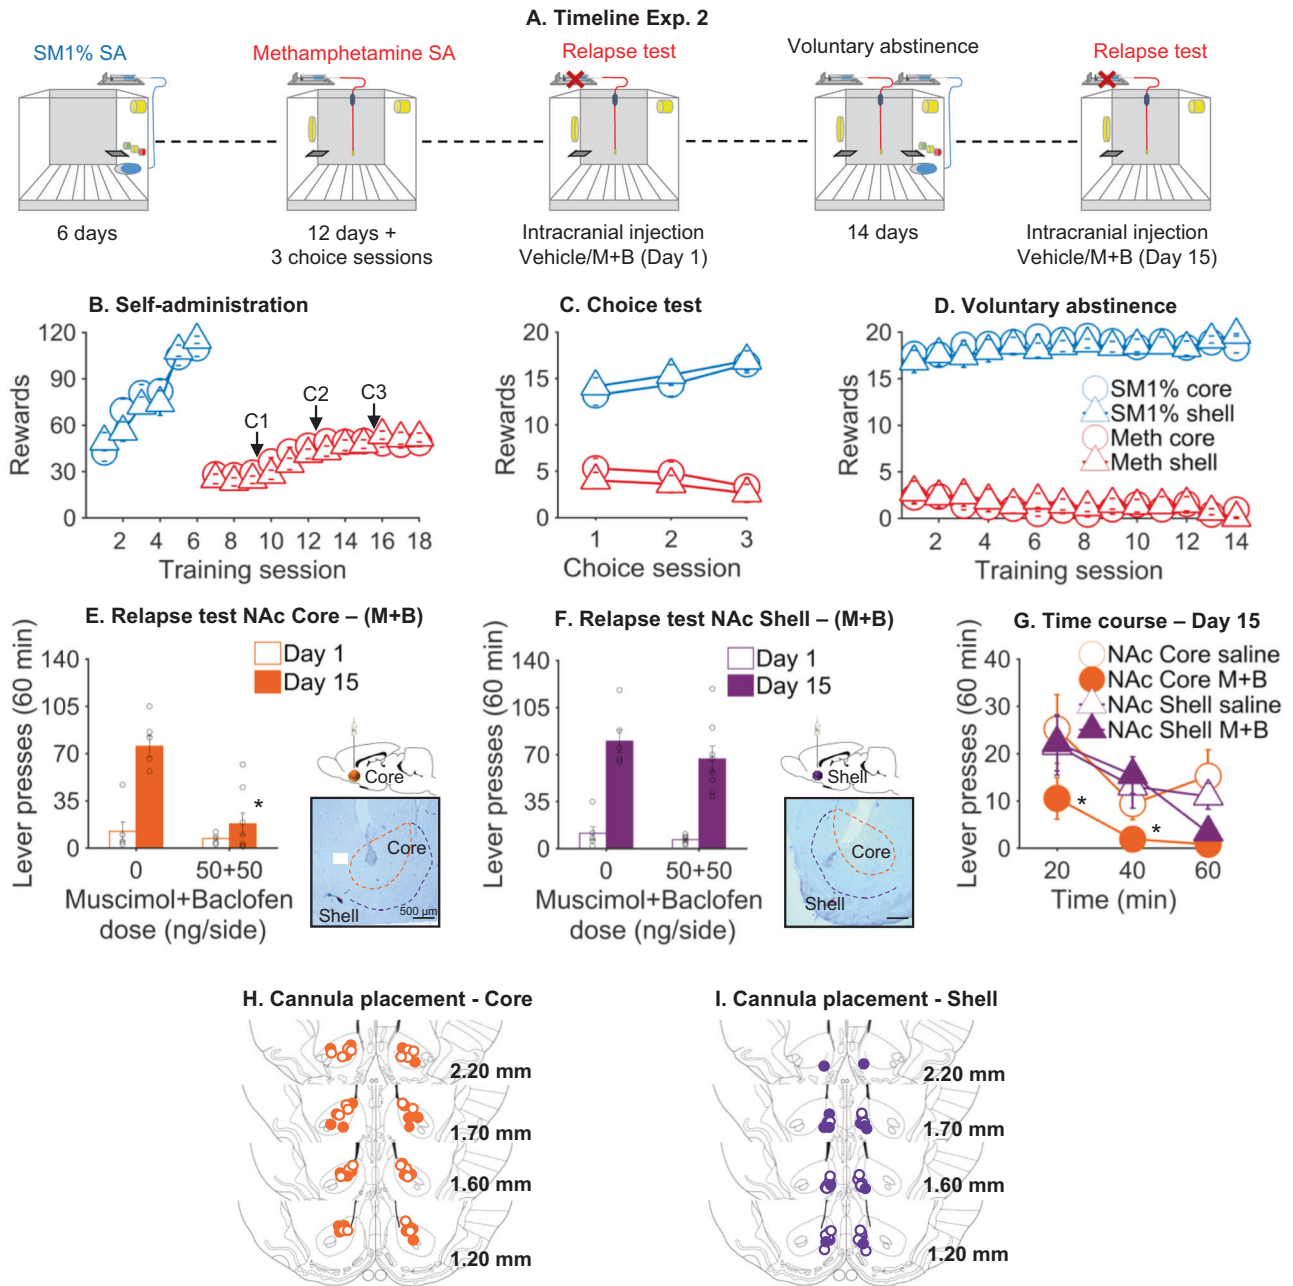 A. Timeline Exp. 2
SM1% SA
Methamphetamine SA
Relapse test
Voluntary abstinence
Relapse test
6 days
12 days +
3 choice sessions
Intracranial injection
Vehicle/M+B (Day 1)
14 days
Intracranial injection
Vehicle/M+B (Day 15)
B. Self-administration
120
90
60
30
0
Rewards
C1
C2
C3
2 4 6 8 10 12 14 16 18
Training session
C. Choice test
20
15
10
5
0
Rewards
1 2 3
Choice session
D. Voluntary abstinence
20
15
10
5
0
Rewards
SM1% core
SM1% shell
Meth core
Meth shell
2 4 6 8 10 12 14
Training session
E. Relapse test NAc Core – (M+B)
140
105
70
35
0
Lever presses (60 min)
Day 1
Day 15
*
0 50+50
Muscimol+Baclofen
dose (ng/side)
Core
Core
Shell
500 µm
F. Relapse test NAc Shell – (M+B)
140
105
70
35
0
Lever presses (60 min)
Day 1
Day 15
0 50+50
Muscimol+Baclofen
dose (ng/side)
Shell
Core
Shell
G. Time course – Day 15
40
30
20
10
0
Lever presses (60 min)
NAc Core saline
NAc Core M+B
NAc Shell saline
NAc Shell M+B
*
*
20 40 60
Time (min)
H. Cannula placement - Core
2.20 mm
1.70 mm
1.60 mm
1.20 mm
I. Cannula placement - Shell
2.20 mm
1.70 mm
1.60 mm
1.20 mm